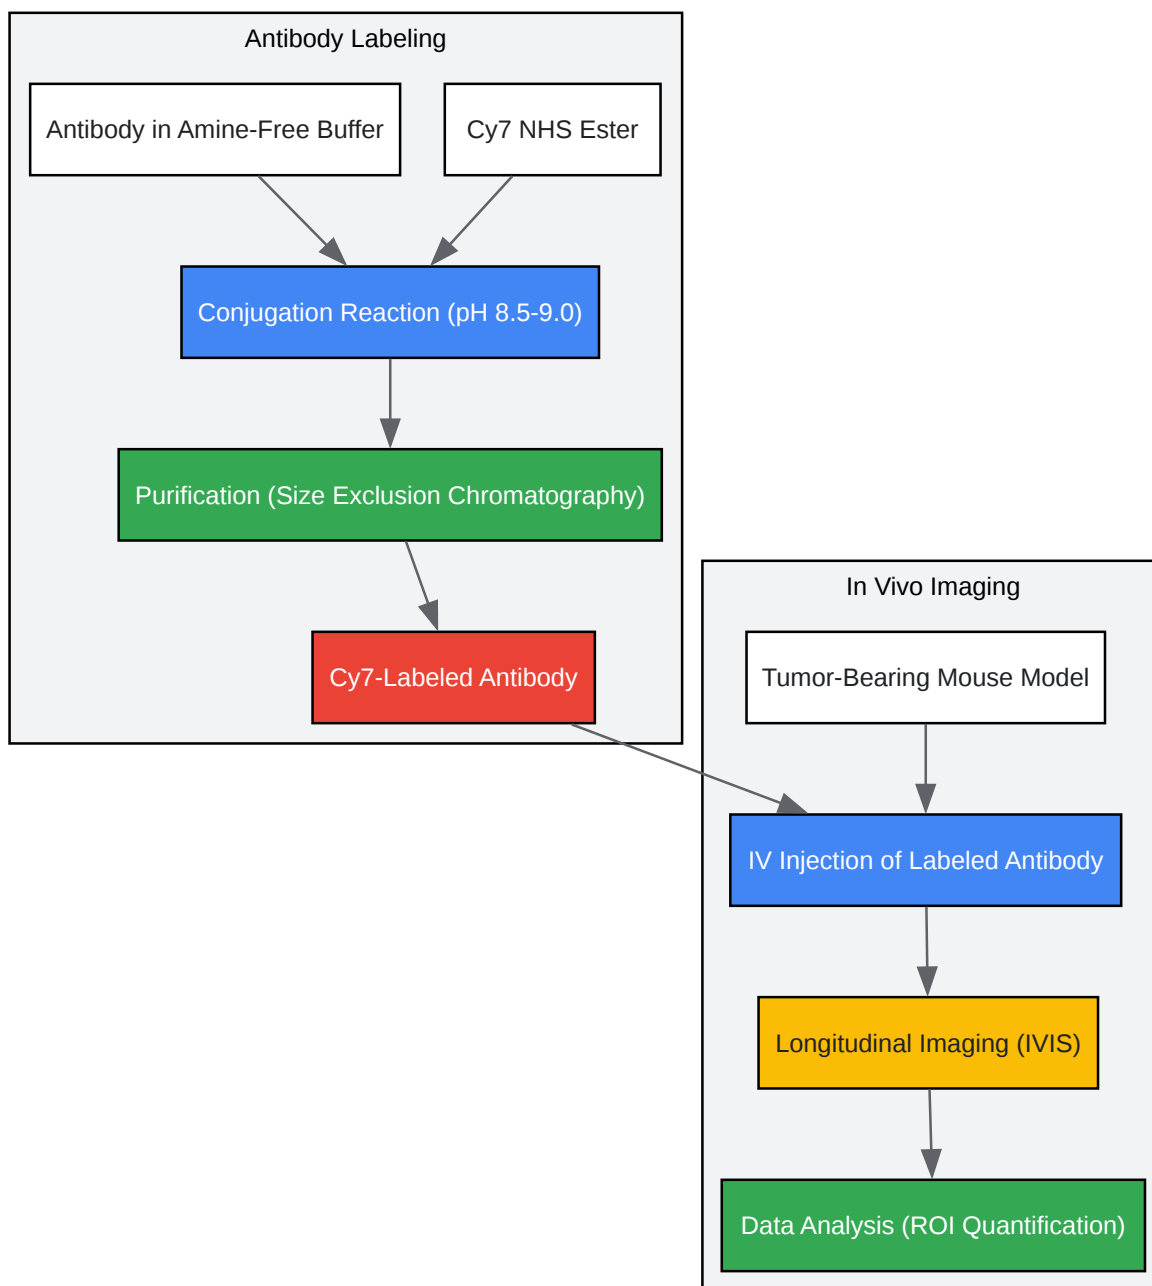 Antibody Labeling
Antibody in Amine-Free Buffer
Cy7 NHS Ester
Conjugation Reaction (pH 8.5-9.0)
Purification (Size Exclusion Chromatography)
Cy7-Labeled Antibody
In Vivo Imaging
Tumor-Bearing Mouse Model
IV Injection of Labeled Antibody
Longitudinal Imaging (IVIS)
Data Analysis (ROI Quantification)